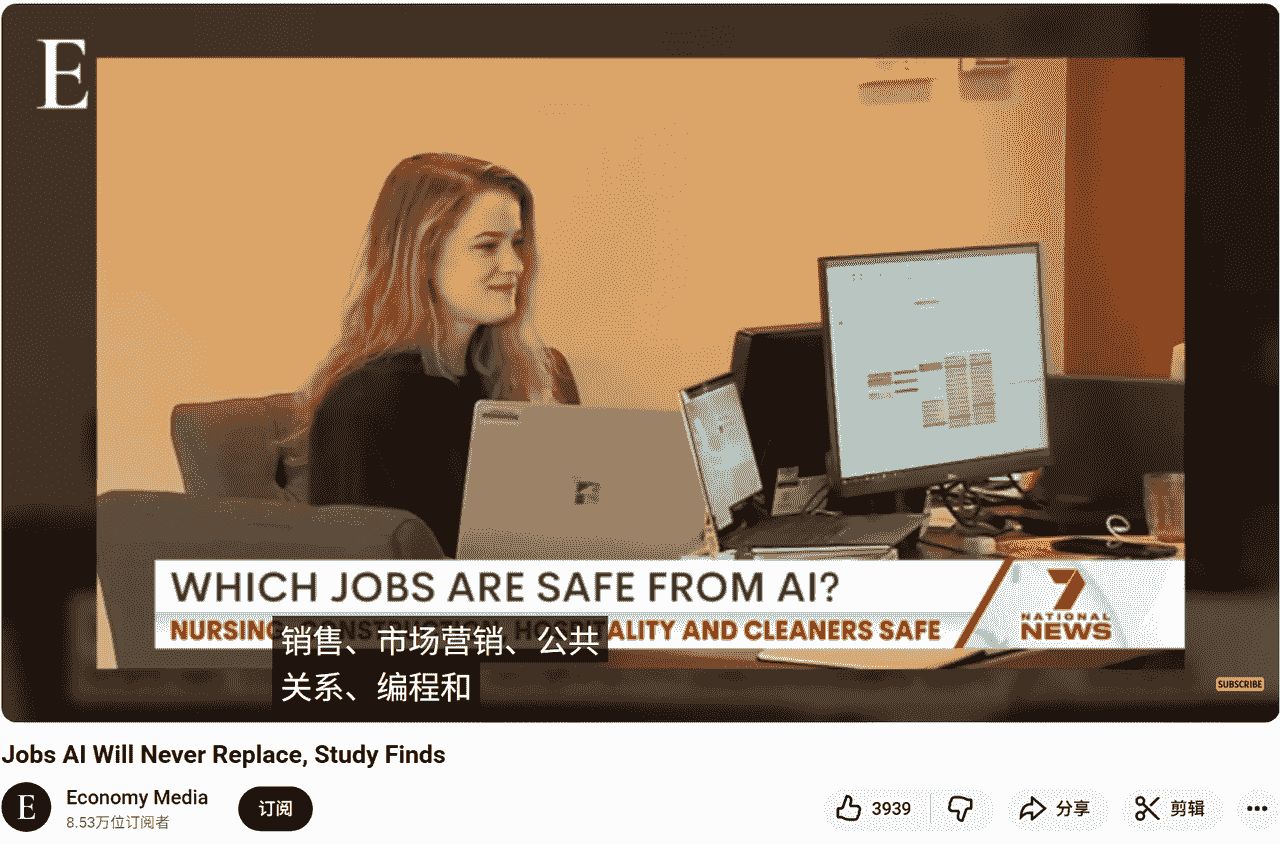 E
WHICH JOBS ARE SAFE FROM AI?
NURSING, CONSTRUCTION, HOSPITALITY AND CLEANERS SAFE
7
NATIONAL
NEWS
销售、市场营销、公共
关系、编程和
SUBSCRIBE
Jobs AI Will Never Replace, Study Finds
E
Economy Media
8.53万位订阅者
订阅
3939
分享
剪辑